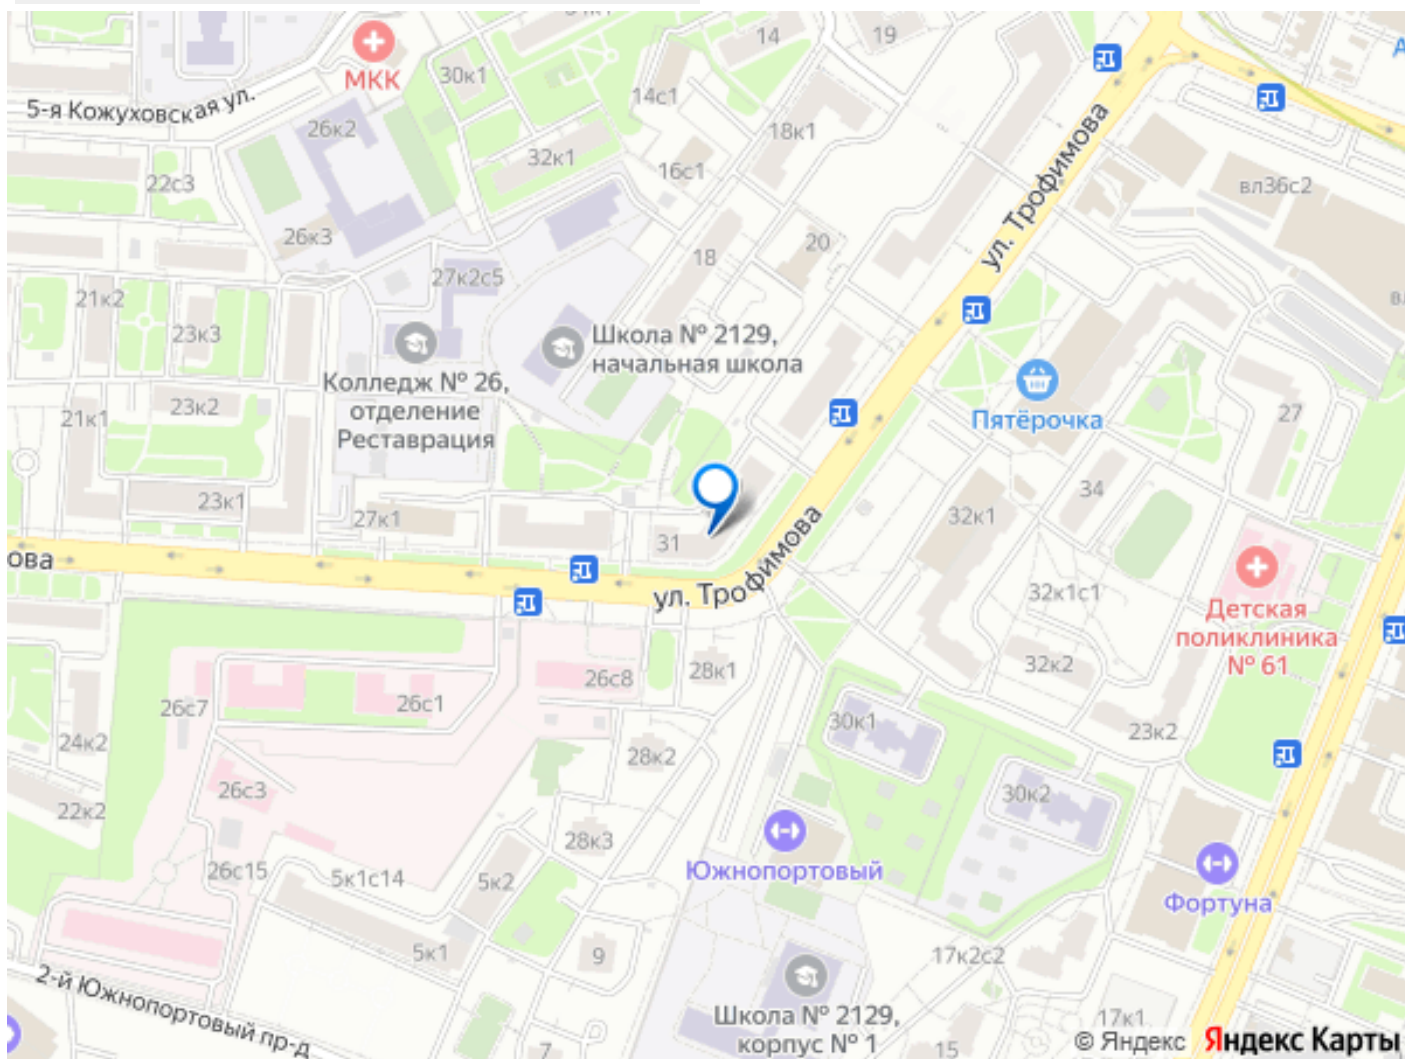 14
19
МКК
30к1
5-я Кожуховская ул.
14с1
26к2
18к1
ул. Трофимова
32к1
16с1
22с3
вл36с2
26к3
18
20
27к2с5
21к2
23к3
Школа № 2129,
начальная школа
Колледж № 26,
отделение
Реставрация
23к2
21к1
Пятёрочка
27
34
23к1
27к1
32к1
31
ова
ул. Трофимова
32к1с1
Детская
поликлиника
№ 61
32к2
28к1
26с8
26с1
26с7
30к1
23к2
24к2
28к2
26с3
30к2
22к2
28к3
Южнопортовый
26с15
5к1с14
5к2
Фортуна
5к1
9
17к2с2
2-й Южнопортовый пр-д
Школа № 2129,
корпус № 1
17к1
7
15
© Яндекс Яндекс Карты